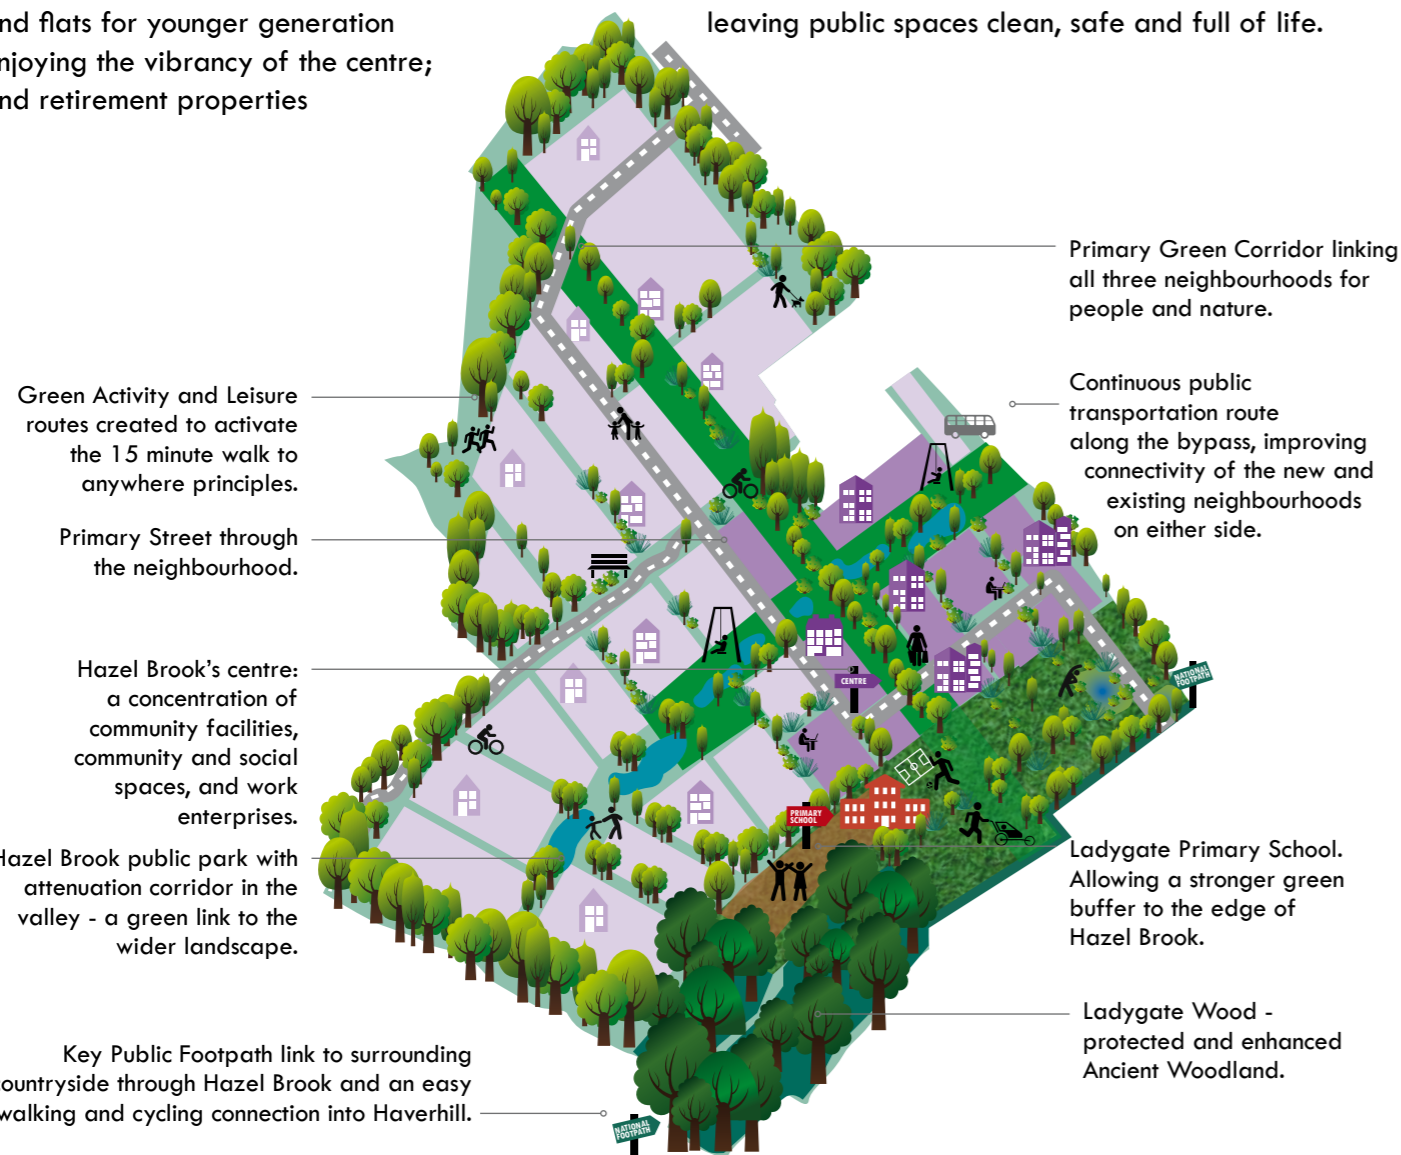 nd flats for younger generation
njoying the vibrancy of the centre;
nd retirement properties
leaving public spaces clean, safe and full of life.
Primary Green Corridor linking
all three neighbourhoods for
people and nature.
Continuous public
transportation route
along the bypass, improving
connectivity of the new and
existing neighbourhoods
on either side.
Green Activity and Leisure
routes created to activate
the 15 minute walk to
anywhere principles.
Primary Street through
the neighbourhood.
Hazel Brook's centre:
a concentration of
community facilities,
community and social
spaces, and work
enterprises.
Hazel Brook public park with
attenuation corridor in the
valley - a green link to the
wider landscape.
CENTRE
NATIONAL
FOOTPATH
PRIMARY
SCHOOL
Ladygate Primary School.
Allowing a stronger green
buffer to the edge of
Hazel Brook.
Ladygate Wood -
protected and enhanced
Ancient Woodland.
Key Public Footpath link to surrounding
countryside through Hazel Brook and an easy
walking and cycling connection into Haverhill.
NATIONAL
FOOTPATH